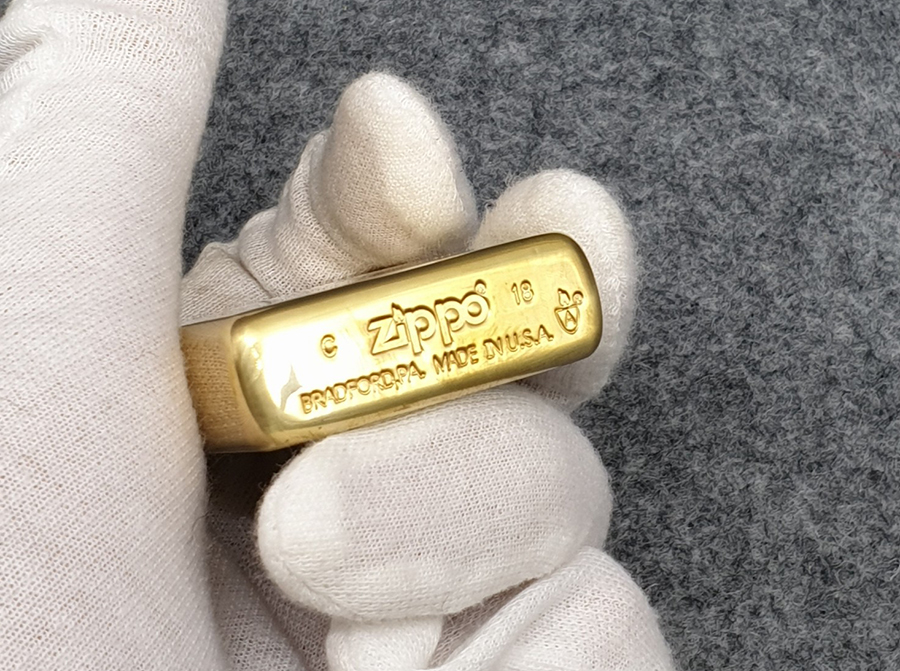 C Zippo® 18
BRADFORD,PA. MADE IN U.S.A.